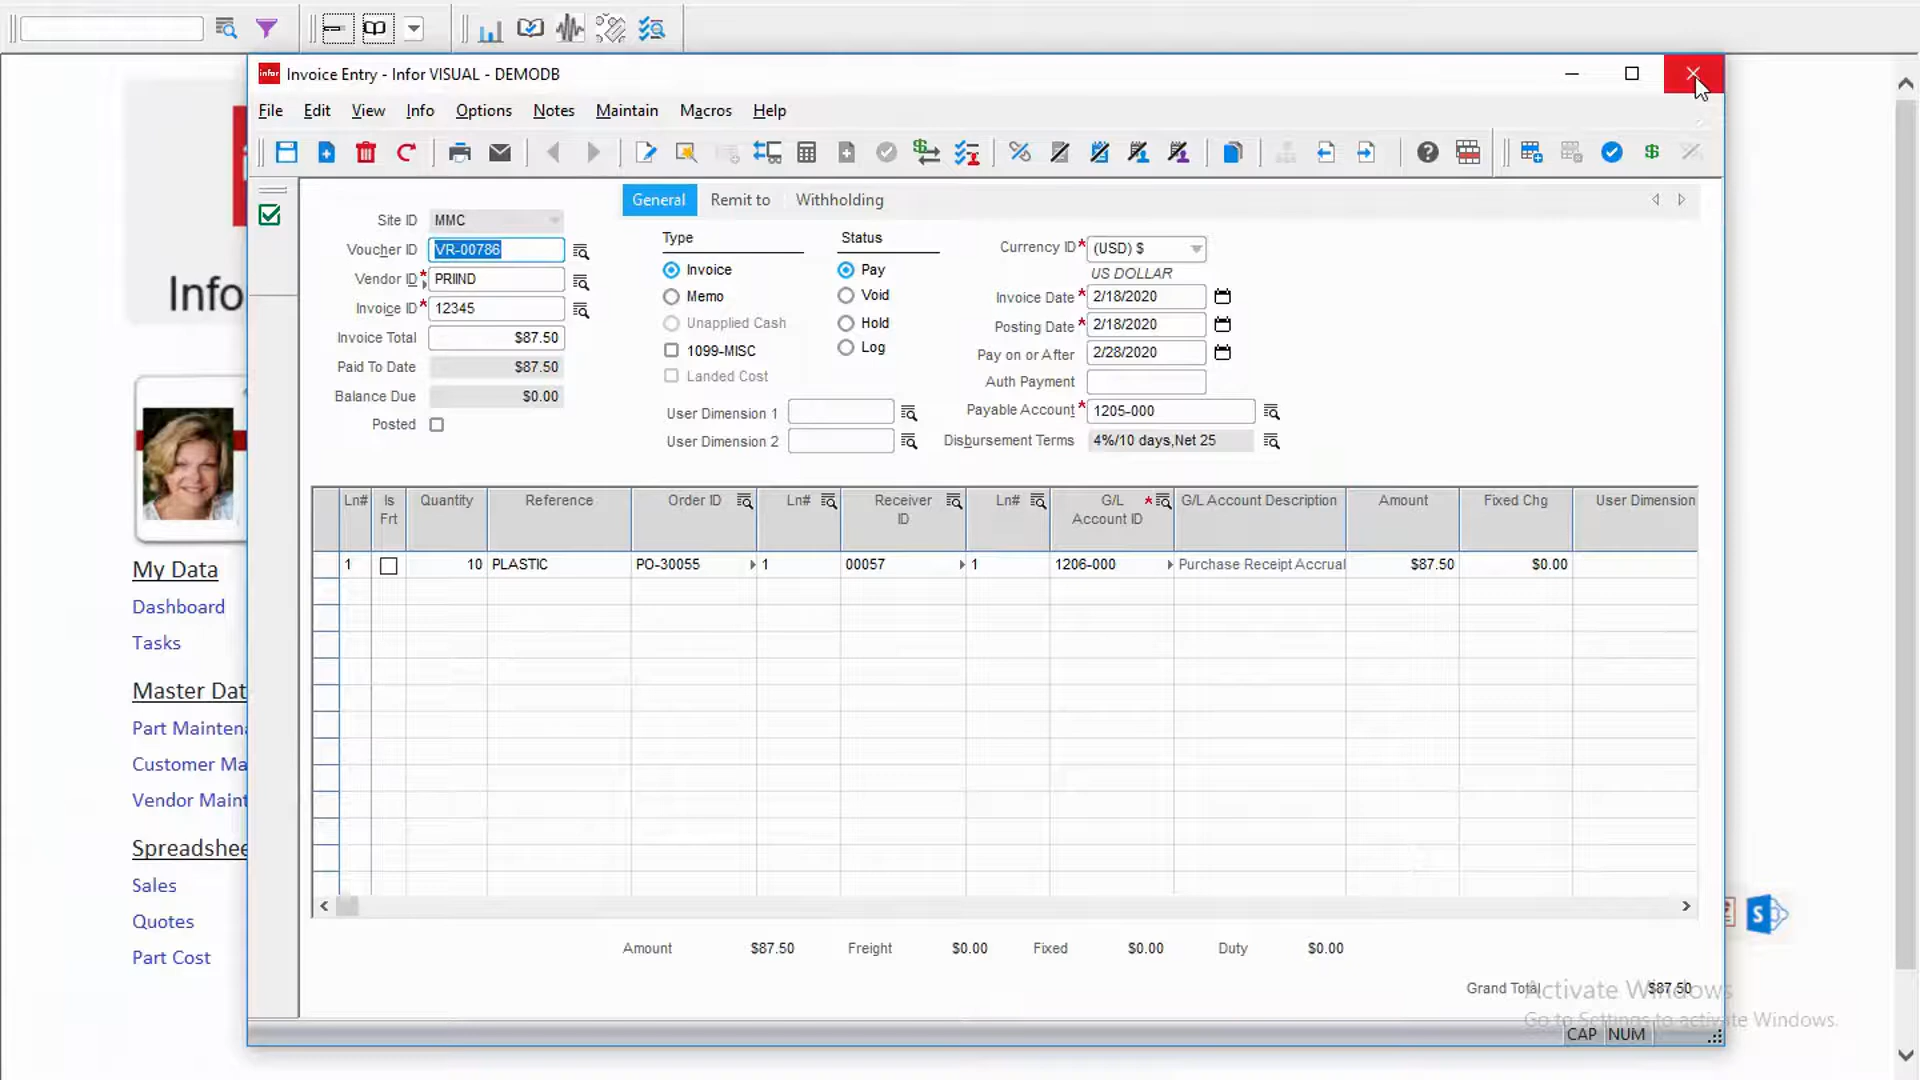 infor Invoice Entry - Infor VISUAL - DEMODB
File Edit View Info Options Notes Maintain Macros Help
General Remit to Withholding
Site ID MMC
Voucher ID VR-00786
Vendor ID * PRIIND
Invoice ID * 12345
Invoice Total $87.50
Paid To Date $87.50
Balance Due $0.00
Posted
Type
Invoice
Memo
Unapplied Cash
1099-MISC
Landed Cost
User Dimension 1
User Dimension 2
Status
Pay
Void
Hold
Log
Currency ID * (USD) $
US DOLLAR
Invoice Date * 2/18/2020
Posting Date * 2/18/2020
Pay on or After 2/28/2020
Auth Payment
Payable Account * 1205-000
Disbursement Terms 4%/10 days,Net 25
Ln# Is Frt Quantity Reference Order ID Ln# Receiver ID Ln# G/L Account ID * G/L Account Description Amount Fixed Chg User Dimension
1 10 PLASTIC PO-30055 1 00057 1 1206-000 Purchase Receipt Accrual $87.50 $0.00
Amount $87.50 Freight $0.00 Fixed $0.00 Duty $0.00
Grand Total $87.50
CAP NUM
Info
My Data
Dashboard
Tasks
Master Dat
Part Mainten
Customer Ma
Vendor Maint
Spreadshee
Sales
Quotes
Part Cost
Activate Windows
Go to Settings to activate Windows.